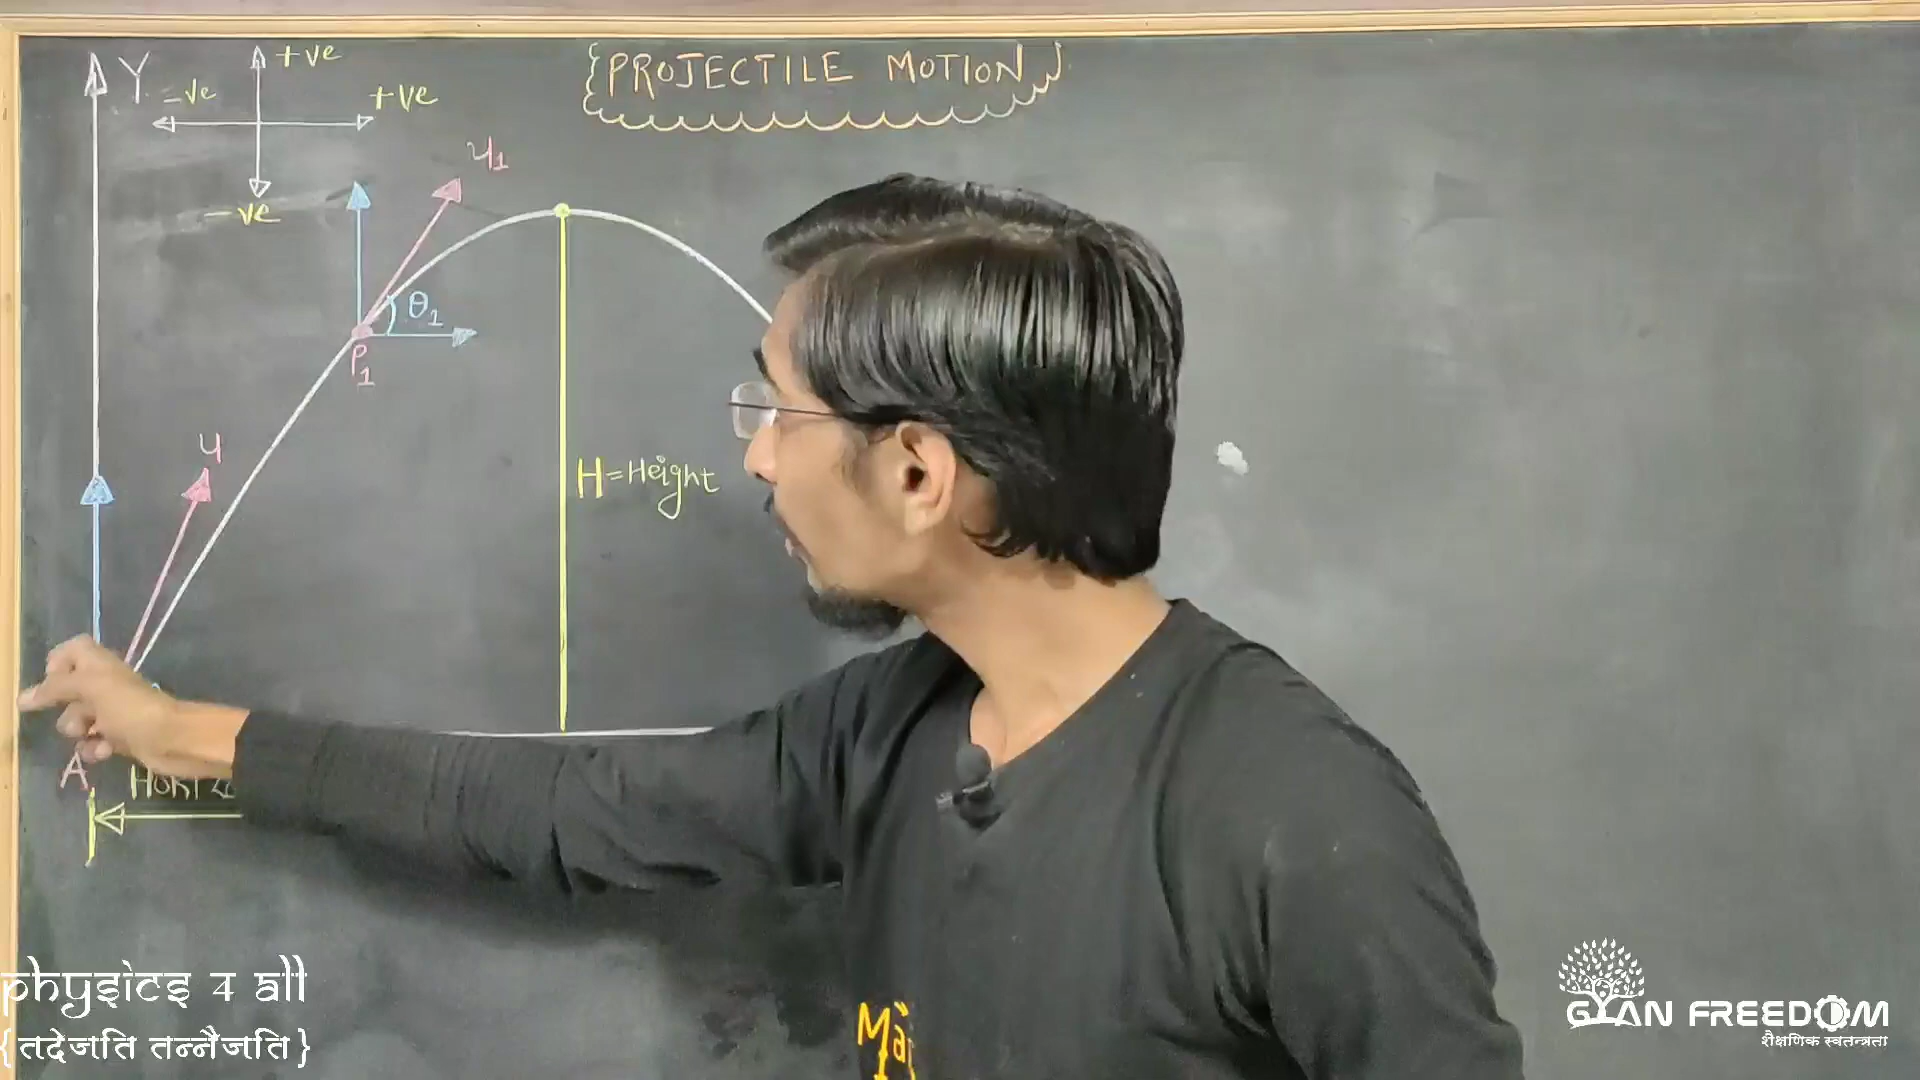 {PROJECTILE MOTION}
Y
+ve
-ve
+ve
-ve
u1
θ1
P1
u
H=Height
A
physics 4 all
{तदेजति तन्नैजति}
GYAN FREEDOM
शैक्षणिक स्वतन्त्रता